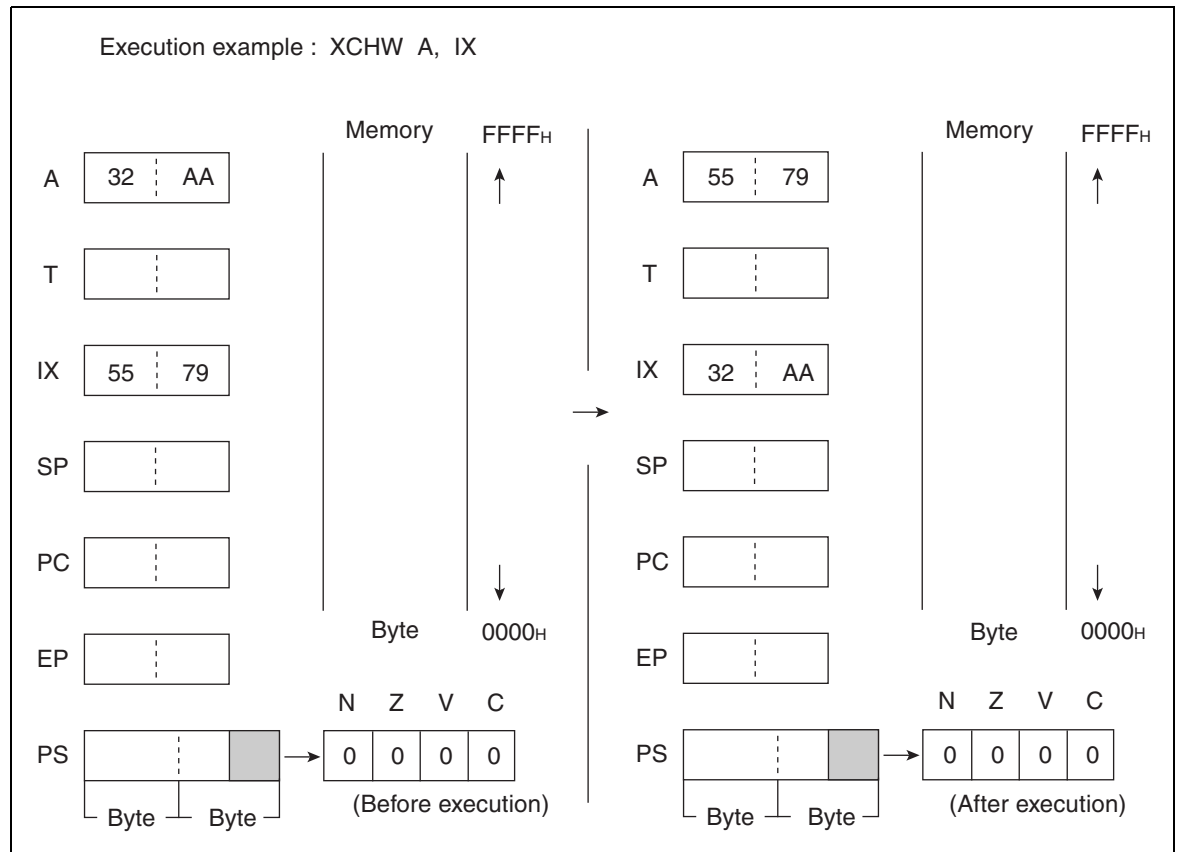 Execution example : XCHW A, IX
Memory FFFFH
A 32 AA
T
IX 55 79
SP
PC
EP
Byte 0000H
N Z V C
PS 0 0 0 0
Byte Byte
(Before execution)
Memory FFFFH
A 55 79
T
IX 32 AA
SP
PC
EP
Byte 0000H
N Z V C
PS 0 0 0 0
Byte Byte
(After execution)